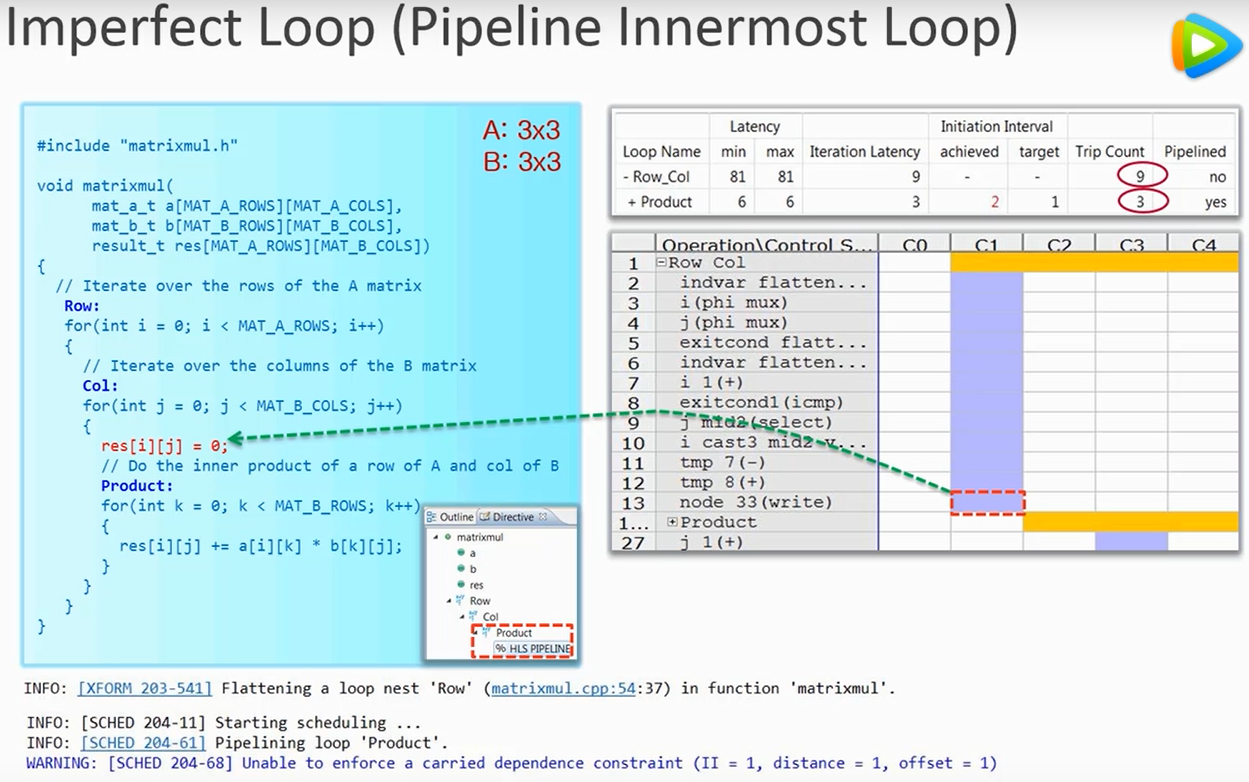 Imperfect Loop (Pipeline Innermost Loop)
A: 3x3
B: 3x3
#include "matrixmul.h"
void matrixmul(
mat_a_t a[MAT_A_ROWS][MAT_A_COLS],
mat_b_t b[MAT_B_ROWS][MAT_B_COLS],
result_t res[MAT_A_ROWS][MAT_B_COLS])
{
// Iterate over the rows of the A matrix
Row:
for(int i = 0; i < MAT_A_ROWS; i++)
{
// Iterate over the columns of the B matrix
Col:
for(int j = 0; j < MAT_B_COLS; j++)
{
res[i][j] = 0;
// Do the inner product of a row of A and col of B
Product:
for(int k = 0; k < MAT_B_ROWS; k++)
{
res[i][j] += a[i][k] * b[k][j];
}
}
}
}
Outline Directive
matrixmul
a
b
res
Row
Col
Product
% HLS PIPELINE
Latency Initiation Interval
Loop Name min max Iteration Latency achieved target Trip Count Pipelined
- Row_Col 81 81 9 - - 9 no
+ Product 6 6 3 2 1 3 yes
Operation\Control S... C0 C1 C2 C3 C4
1 Row Col
2 indvar flatten...
3 i(phi mux)
4 j(phi mux)
5 exitcond flatt...
6 indvar flatten...
7 i 1(+)
8 exitcond1(icmp)
9 j mid2(select)
10 i cast3 mid2 v...
11 tmp 7(-)
12 tmp 8(+)
13 node 33(write)
1... Product
27 j 1(+)
INFO: [XFORM 203-541] Flattening a loop nest 'Row' (matrixmul.cpp:54:37) in function 'matrixmul'.
INFO: [SCHED 204-11] Starting scheduling ...
INFO: [SCHED 204-61] Pipelining loop 'Product'.
WARNING: [SCHED 204-68] Unable to enforce a carried dependence constraint (II = 1, distance = 1, offset = 1)